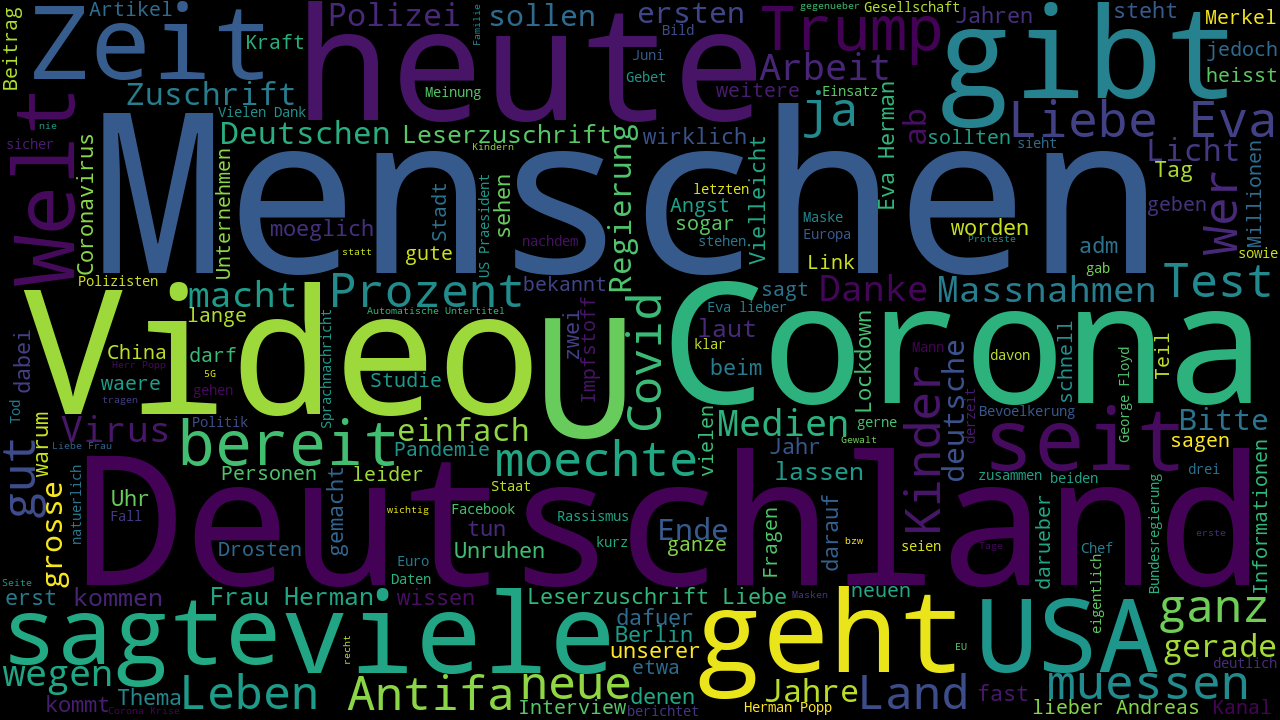 Zeit
Artikel
Kraft
heute
Polizei
sollen
Familie
ersten
Bild
Juni
Gebet
Meinung
Trump
gegenueber
Gesellschaft
gibt
Jahren
steht
Merkel
jedoch
heisst
Beitrag
Zuschrift
Vielen Dank
Arbeit
weitere
Einsatz
ja
ab
Liebe Eva
nie
sicher
Welt
Deutschen
Leserzuschrift
Kindern
wirklich
Eva Herman
sollten
sieht
Licht
Tag
Millionen
Coronavirus
Menschen
Unternehmen
moeglich
Stadt
gute
statt
US Praesident
sehen
nachdem
Regierung
letzten
Angst
sogar
stehen
Vielleicht
Maske
Europa
Link
worden
Proteste
adm
gab
geben
wer
sowie
Polizisten
macht
lange
Prozent
bekannt
sagt
Danke
Massnahmen
Test
Video
Automatische Untertitel
Sprachnachricht
U
zwei
Impfstoff
Covid
Eva lieber
laut
klar
beim
Corona
Lockdown
Mann
davon
schnell
George Floyd
Teil
dabei
China
Herr Popp
waere
tragen
darf
5G
gehen
Studie
Tod
gut
warum
Virus
Liebe Frau
Politik
bereit
einfach
Pandemie
moechte
vielen
Medien
Gewalt
gerne
Kinder
deutsche
derzeit
Bevoelkerung
seit
Bitte
sagen
grosse
natuerlich
Uhr
Fall
Deutschland
Personen
leider
gemacht
Drosten
wichtig
Staat
Facebook
tun
Unruhen
Euro
Daten
Rassismus
kurz
Ende
ganze
Jahr
lassen
Fragen
darauf
bzw
seien
Tage
zusammen
beiden
darueber
Chef
eigentlich
Bundesregierung
drei
erste
Informationen
Seite
erst
kommen
Frau Herman
wissen
Leserzuschrift Liebe
dafuer
Masken
neuen
sagte
viele
recht
Berlin
unserer
etwa
geht
EU
USA
ganz
gerade
deutlich
wegen
kommt
Thema
Corona Krise
Leben
Antifa
neue
Interview
denen
berichtet
Jahre
Herman Popp
Land
fast
muessen
lieber Andreas
Kanal